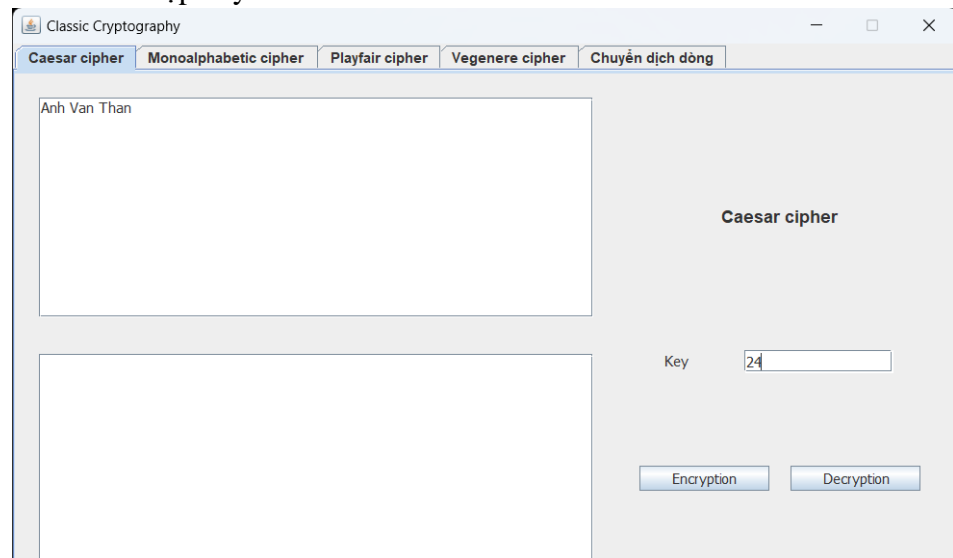 Classic Cryptography
Caesar cipher Monoalphabetic cipher Playfair cipher Vegenere cipher Chuyển dịch dòng
Anh Van Than
Caesar cipher
Key 24
Encryption Decryption